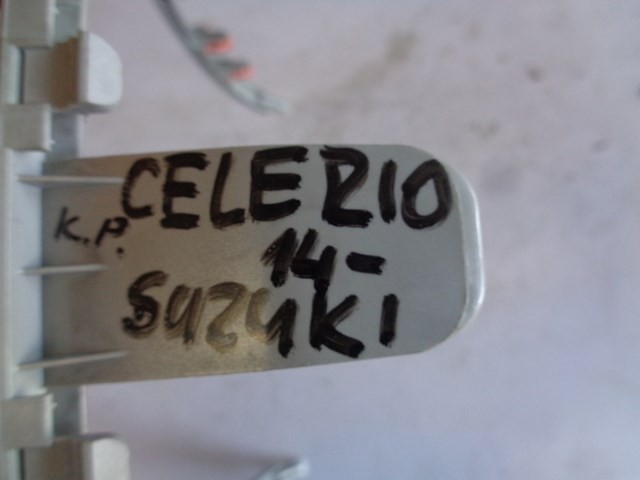 CELERIO
K.P.
14-
SUZUKI